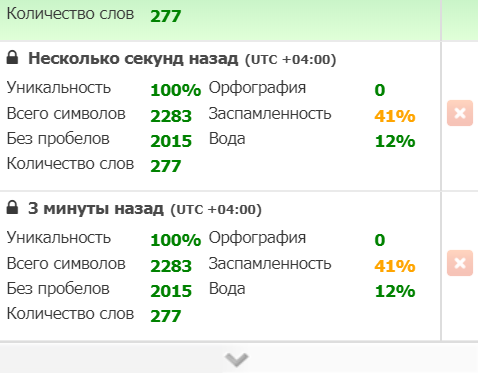 Количество слов 277
Несколько секунд назад (UTC +04:00)
Уникальность 100% Орфография 0
Всего символов 2283 Заспамленность 41%
Без пробелов 2015 Вода 12%
Количество слов 277
3 минуты назад (UTC +04:00)
Уникальность 100% Орфография 0
Всего символов 2283 Заспамленность 41%
Без пробелов 2015 Вода 12%
Количество слов 277